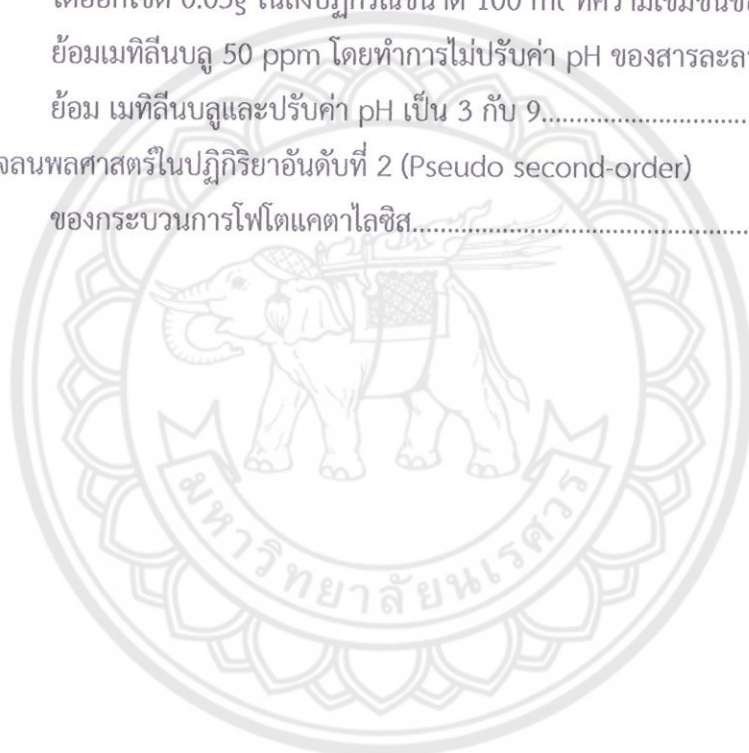 ย้อมเมทิลีนบลู 50 ppm โดยทำการไม่ปรับค่า pH ของสารละลา
ย้อม เมทิลีนบลูและปรับค่า pH เป็น 3 กับ 9..............................
จลนพลศาสตร์ในปฏิกิริยาอันดับที่ 2 (Pseudo second-order)
ของกระบวนการโฟโตแคตาไลซิส..................................................
มหาวิทยาลัยนเรศวร